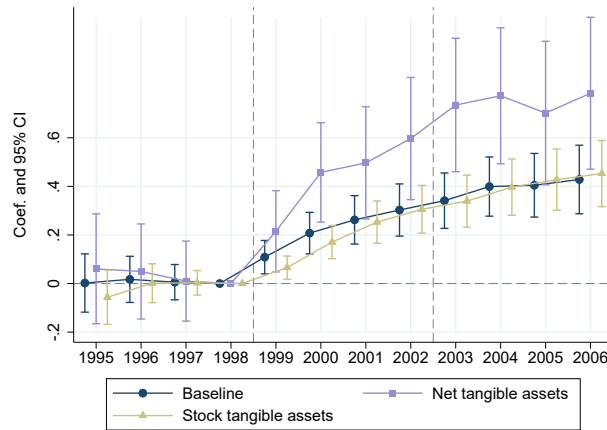 Coef. and 95% CI
.6
.4
.2
0
-.2
1995 1996 1997 1998 1999 2000 2001 2002 2003 2004 2005 2006
Baseline Net tangible assets
Stock tangible assets